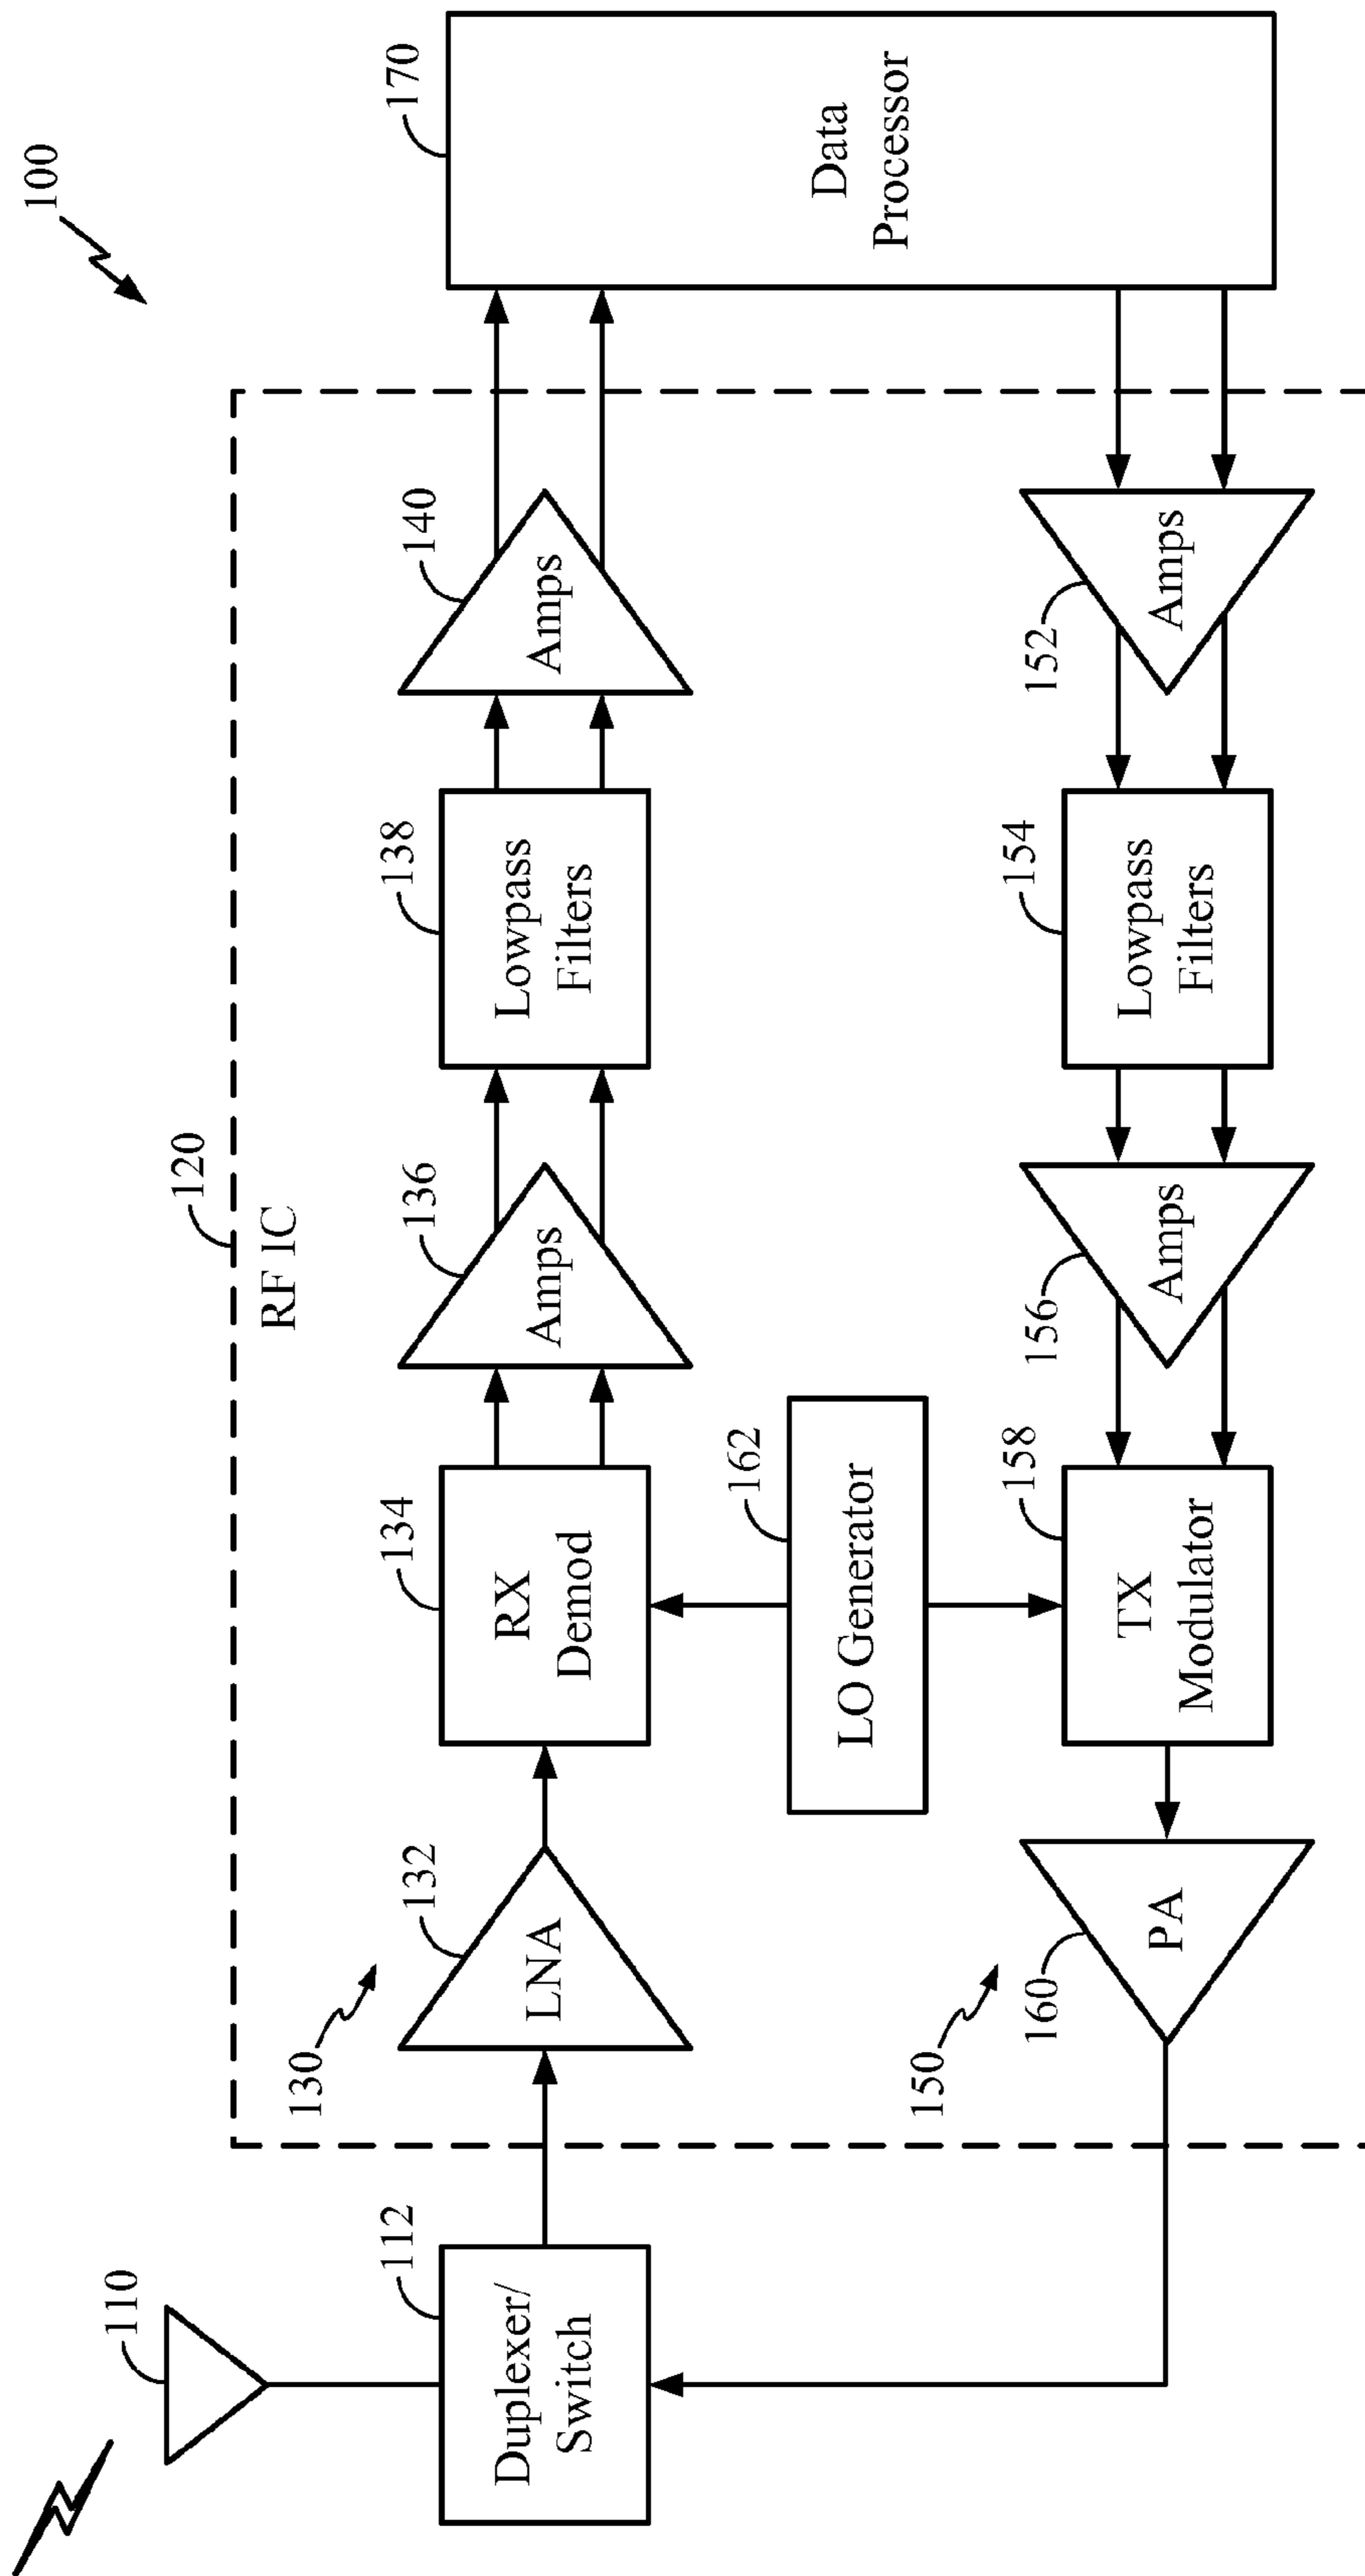 100
110
112
Duplexer/
Switch
120
RF IC
130
132
LNA
134
RX
Demod
136
Amps
138
Lowpass
Filters
140
Amps
170
Data
Processor
162
LO Generator
150
160
PA
158
TX
Modulator
156
Amps
154
Lowpass
Filters
152
Amps